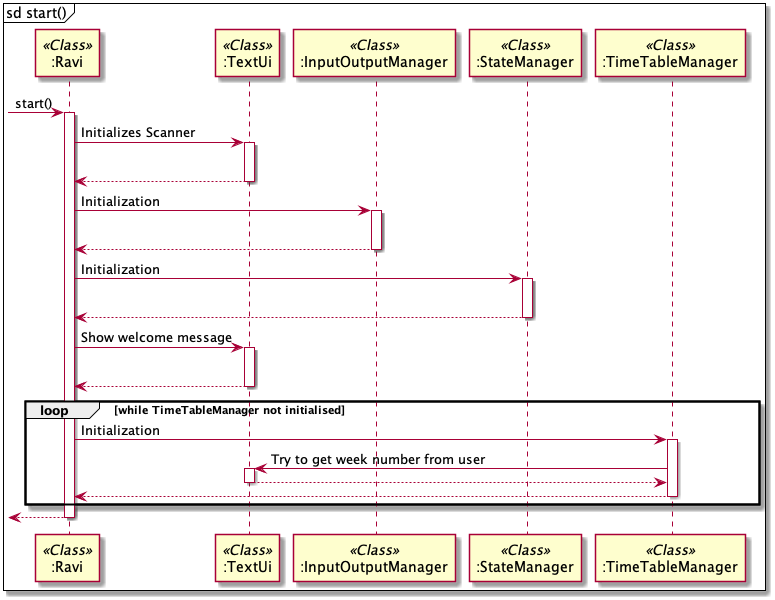 sd start()
«Class»
:Ravi
«Class»
:TextUi
«Class»
:InputOutputManager
«Class»
:StateManager
«Class»
:TimeTableManager
start()
Initializes Scanner
Initialization
Initialization
Show welcome message
loop [while TimeTableManager not initialised]
Initialization
Try to get week number from user
«Class»
:Ravi
«Class»
:TextUi
«Class»
:InputOutputManager
«Class»
:StateManager
«Class»
:TimeTableManager